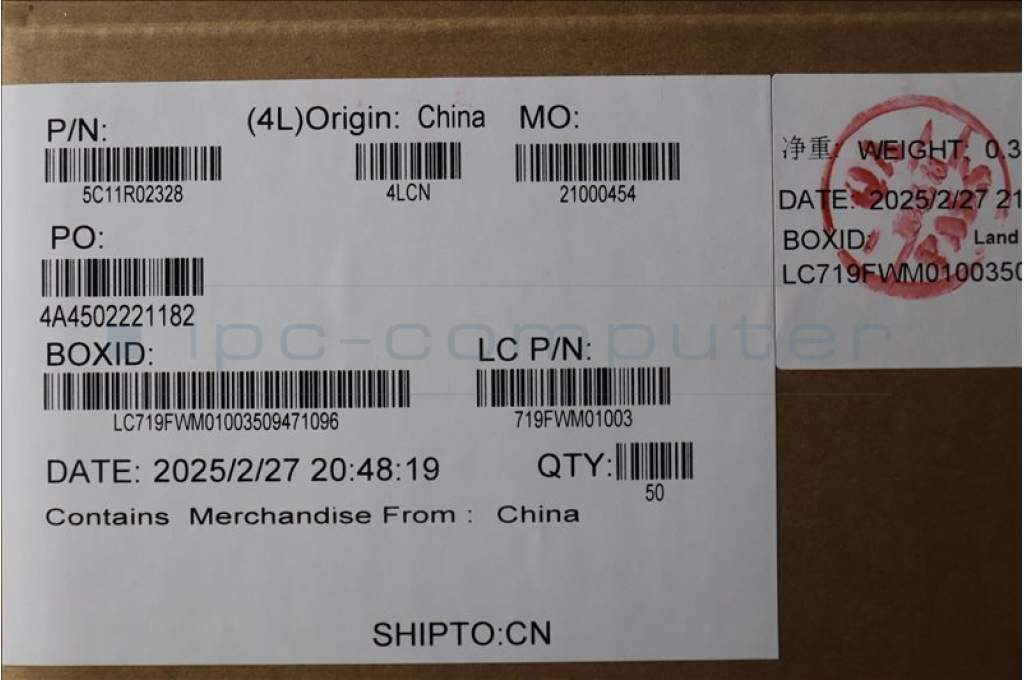 P/N:
(4L)Origin: China
MO:
5C11R02328
4LCN
21000454
PO:
4A4502221182
BOXID:
LC P/N:
LC719FWM01003509471096
719FWM01003
DATE: 2025/2/27 20:48:19
QTY:
50
Contains Merchandise From : China
SHIPTO:CN
净重: WEIGHT: 0.3
DATE: 2025/2/27 21
BOXID:
Land
LC719FWM0100350
ipc-computer